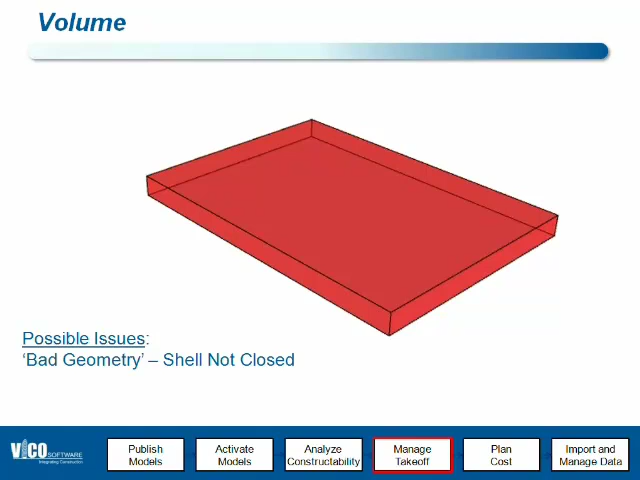 Volume
Possible Issues:
‘Bad Geometry’ – Shell Not Closed
VICO SOFTWARE
Integrating Construction
Publish
Models
Activate
Models
Analyze
Constructability
Manage
Takeoff
Plan
Cost
Import and
Manage Data